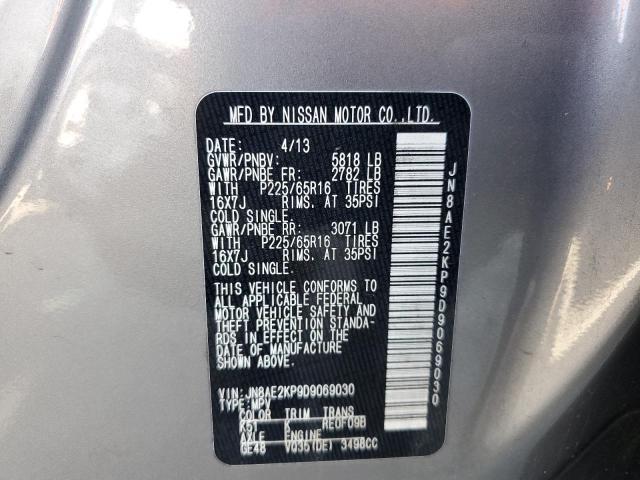 MFD BY NISSAN MOTOR CO.,LTD.
DATE: 4/13
GVWR/PNBV: 5818 LB
GAWR/PNBE FR: 2782 LB
WITH P225/65R16 TIRES
16X7J RIMS. AT 35PSI
COLD SINGLE.
GAWR/PNBE RR: 3071 LB
WITH P225/65R16 TIRES
16X7J RIMS. AT 35PSI
COLD SINGLE.
THIS VEHICLE CONFORMS TO
ALL APPLICABLE FEDERAL
MOTOR VEHICLE SAFETY AND
THEFT PREVENTION STANDA-
RDS IN EFFECT ON THE DATE
OF MANUFACTURE
SHOWN ABOVE.
VIN: JN8AE2KP9D9069030
TYPE: MPV
COLOR TRIM TRANS
K51 K RE0F09B
AXLE ENGINE
GE48 VQ35(DE) 3498CC
JN8AE2KP9D9069030